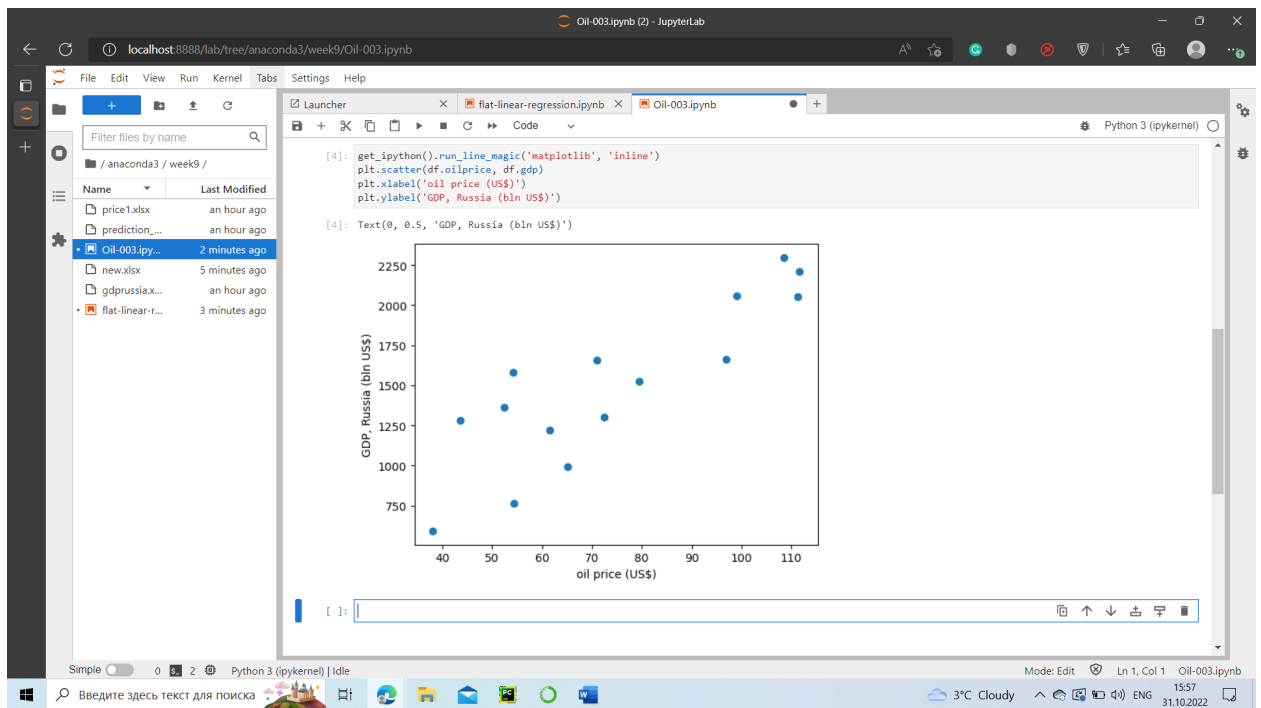 Oil-003.ipynb (2) - JupyterLab
localhost:8888/lab/tree/anaconda3/week9/Oil-003.ipynb
File Edit View Run Kernel Tabs Settings Help
Launcher flat-linear-regression.ipynb Oil-003.ipynb
Code Python 3 (ipykernel)
Filter files by name
/ anaconda3 / week9 /
Name Last Modified
price1.xlsx an hour ago
prediction_... an hour ago
Oil-003.ipy... 2 minutes ago
new.xlsx 5 minutes ago
gdprussia.x... an hour ago
flat-linear-r... 3 minutes ago
[4]: get_ipython().run_line_magic('matplotlib', 'inline')
plt.scatter(df.oilprice, df.gdp)
plt.xlabel('oil price (US$)')
plt.ylabel('GDP, Russia (bln US$)')
[4]: Text(0, 0.5, 'GDP, Russia (bln US$)')
GDP, Russia (bln US$)
2250
2000
1750
1500
1250
1000
750
40 50 60 70 80 90 100 110
oil price (US$)
[ ]:
Simple 0 $_ 2 Python 3 (ipykernel) | Idle Mode: Edit Ln 1, Col 1 Oil-003.ipynb
Введите здесь текст для поиска
3°C Cloudy ENG 15:57
31.10.2022